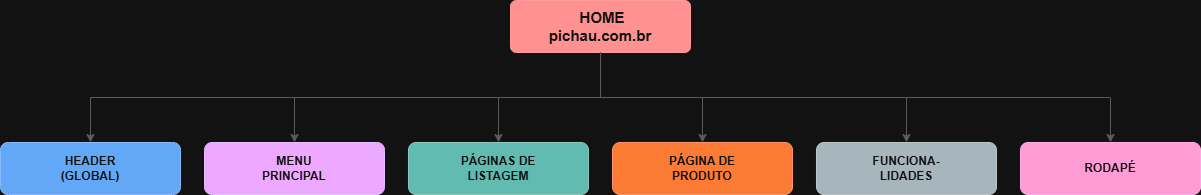 HOME
pichau.com.br
HEADER
(GLOBAL)
MENU
PRINCIPAL
PÁGINAS DE
LISTAGEM
PÁGINA DE
PRODUTO
FUNCIONA-
LIDADES
RODAPÉ